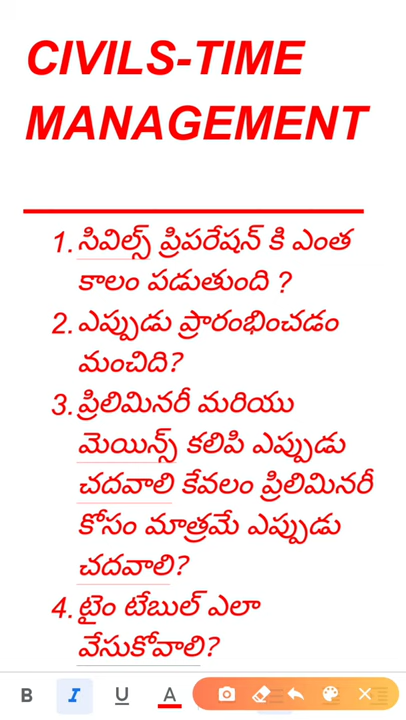 CIVILS-TIME
MANAGEMENT
1. సివిల్స్ ప్రిపరేషన్ కి ఎంత
కాలం పడుతుంది ?
2. ఎప్పుడు ప్రారంభించడం
మంచిది?
3. ప్రిలిమినరీ మరియు
మెయిన్స్ కలిపి ఎప్పుడు
చదవాలి కేవలం ప్రిలిమినరీ
కోసం మాత్రమే ఎప్పుడు
చదవాలి?
4. టైం టేబుల్ ఎలా
వేసుకోవాలి?
B I U A